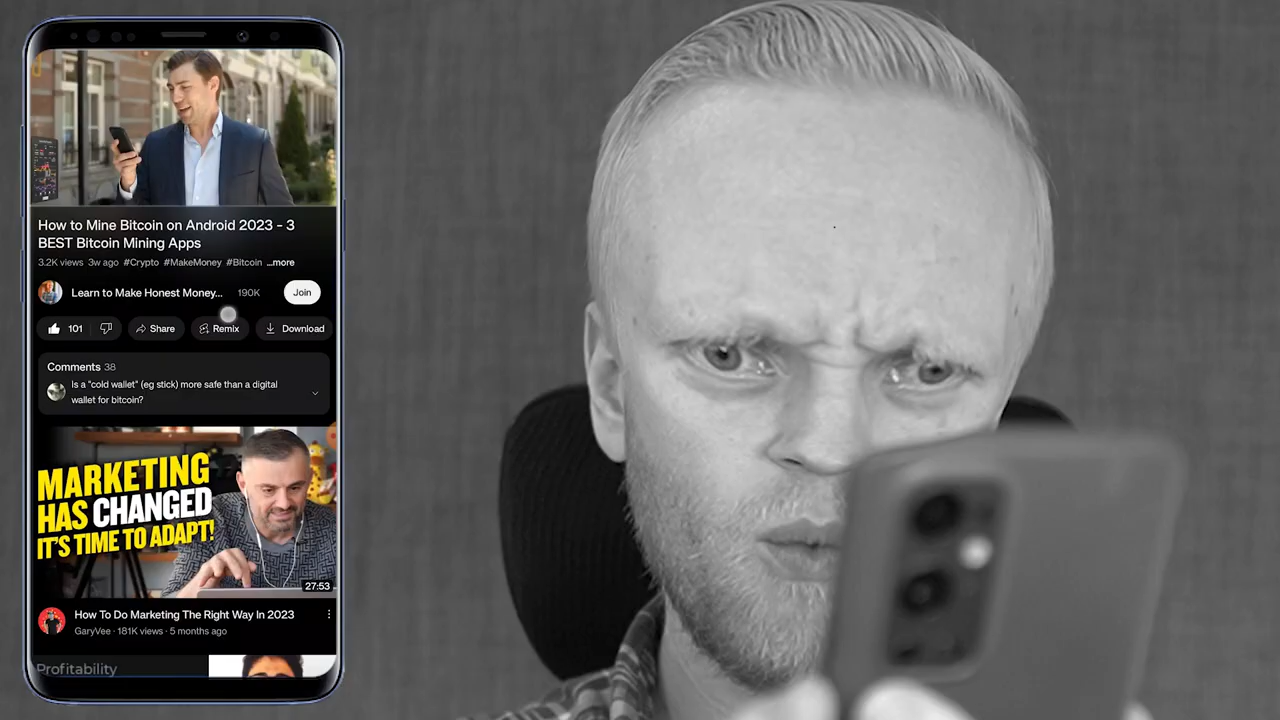 How to Mine Bitcoin on Android 2023 - 3
BEST Bitcoin Mining Apps
3.2K views 3w ago #Crypto #MakeMoney #Bitcoin ...more
Learn to Make Honest Money... 190K Join
101 Share Remix Download
Comments 38
Is a "cold wallet" (eg stick) more safe than a digital
wallet for bitcoin?
MARKETING
HAS CHANGED
IT'S TIME TO ADAPT!
27:53
How To Do Marketing The Right Way In 2023
GaryVee · 181K views · 5 months ago
Profitability